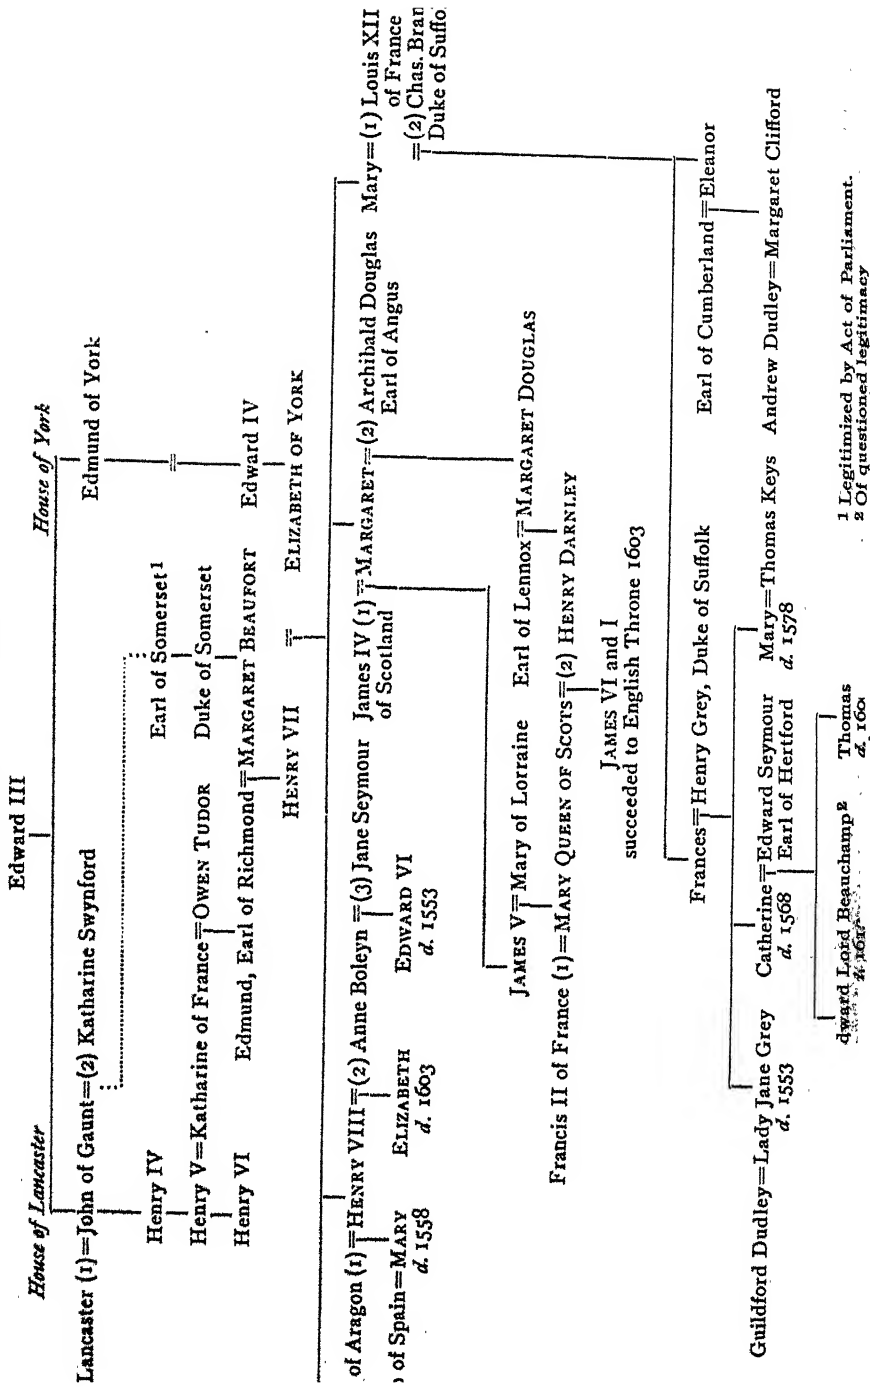 Edward III
House of Lancaster House of York
Lancaster (1)=John of Gaunt=(2) Katharine Swynford Edmund of York
Henry IV Earl of Somerset¹
Henry V=Katharine of France=OWEN TUDOR Duke of Somerset =
Henry VI Edmund, Earl of Richmond=MARGARET BEAUFORT Edward IV
HENRY VII = ELIZABETH OF YORK
of Aragon (1)=HENRY VIII=(2) Anne Boleyn =(3) Jane Seymour James IV (1)=MARGARET=(2) Archibald Douglas Mary=(1) Louis XII
of Scotland Earl of Angus of France
of Spain=MARY ELIZABETH EDWARD VI =(2) Chas. Bran
d. 1558 d. 1603 d. 1553 Duke of Suffo
JAMES V=Mary of Lorraine Earl of Lennox=MARGARET DOUGLAS
Francis II of France (1)=MARY QUEEN OF SCOTS=(2) HENRY DARNLEY
JAMES VI and I
succeeded to English Throne 1603
Frances=Henry Grey, Duke of Suffolk Earl of Cumberland=Eleanor
Guildford Dudley=Lady Jane Grey Catherine=Edward Seymour Mary=Thomas Keys Andrew Dudley=Margaret Clifford
d. 1553 d. 1568 Earl of Hertford d. 1578
dward Lord Beauchamp² Thomas
d. 160
1 Legitimized by Act of Parliament.
2 Of questioned legitimacy